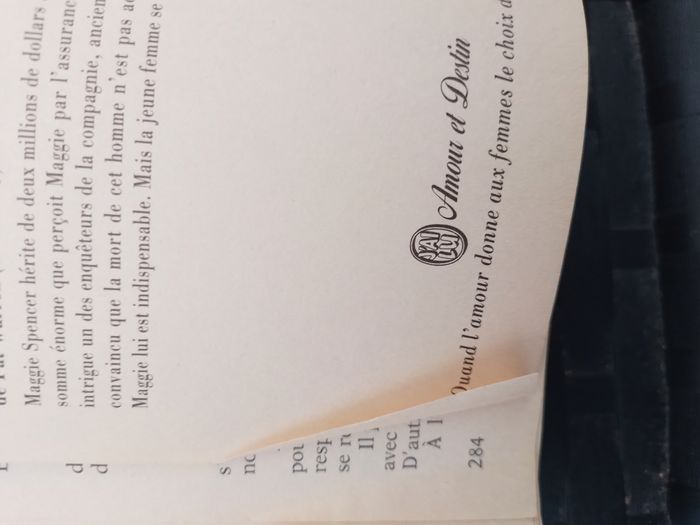 Maggie Spencer hérite de deux millions de dollars
somme énorme que perçoit Maggie par l'assuranc
intrigue un des enquêteurs de la compagnie, ancien
convaincu que la mort de cet homme n'est pas
Maggie lui est indispensable. Mais la jeune femme se
J'AI
LU
Amour et Destin
Quand l'amour donne aux femmes le choix d
d
d
s
no
pou
resp
se
Il
avec
D'aut
À
284